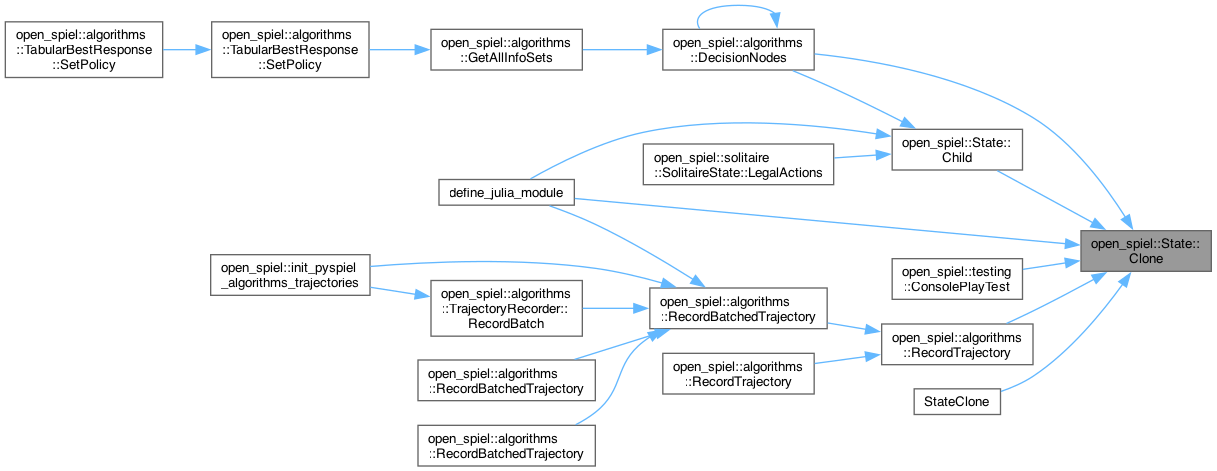 open_spiel::algorithms
::TabularBestResponse
::SetPolicy
open_spiel::algorithms
::TabularBestResponse
::SetPolicy
open_spiel::algorithms
::GetAllInfoSets
open_spiel::algorithms
::DecisionNodes
open_spiel::State::
Child
open_spiel::solitaire
::SolitaireState::LegalActions
define_julia_module
open_spiel::State::
Clone
open_spiel::testing
::ConsolePlayTest
open_spiel::init_pyspiel
_algorithms_trajectories
open_spiel::algorithms
::TrajectoryRecorder::
RecordBatch
open_spiel::algorithms
::RecordBatchedTrajectory
open_spiel::algorithms
::RecordTrajectory
open_spiel::algorithms
::RecordTrajectory
open_spiel::algorithms
::RecordBatchedTrajectory
StateClone
open_spiel::algorithms
::RecordBatchedTrajectory